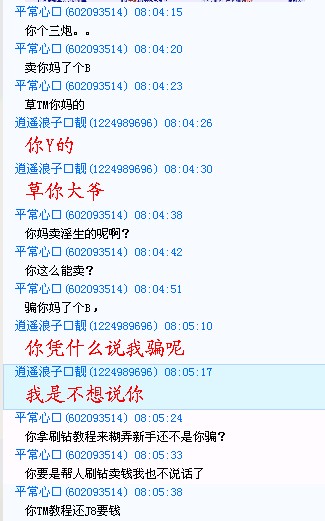 平常心口(602093514) 08:04:15
你个三炮。。
平常心口(602093514) 08:04:20
卖你妈了个B
平常心口(602093514) 08:04:23
草TM你妈的
逍遥浪子口靓(1224989696) 08:04:26
你Y的
逍遥浪子口靓(1224989696) 08:04:30
草你大爷
平常心口(602093514) 08:04:38
你妈卖淫生的呢啊？
平常心口(602093514) 08:04:42
你这么能卖？
平常心口(602093514) 08:04:51
骗你妈了个B，
逍遥浪子口靓(1224989696) 08:05:10
你凭什么说我骗呢
逍遥浪子口靓(1224989696) 08:05:17
我是不想说你
平常心口(602093514) 08:05:24
你拿刷钻教程来糊弄新手还不是你骗？
平常心口(602093514) 08:05:33
你要是帮人刷钻卖钱我也不说话了
平常心口(602093514) 08:05:38
你TM教程还J8要钱